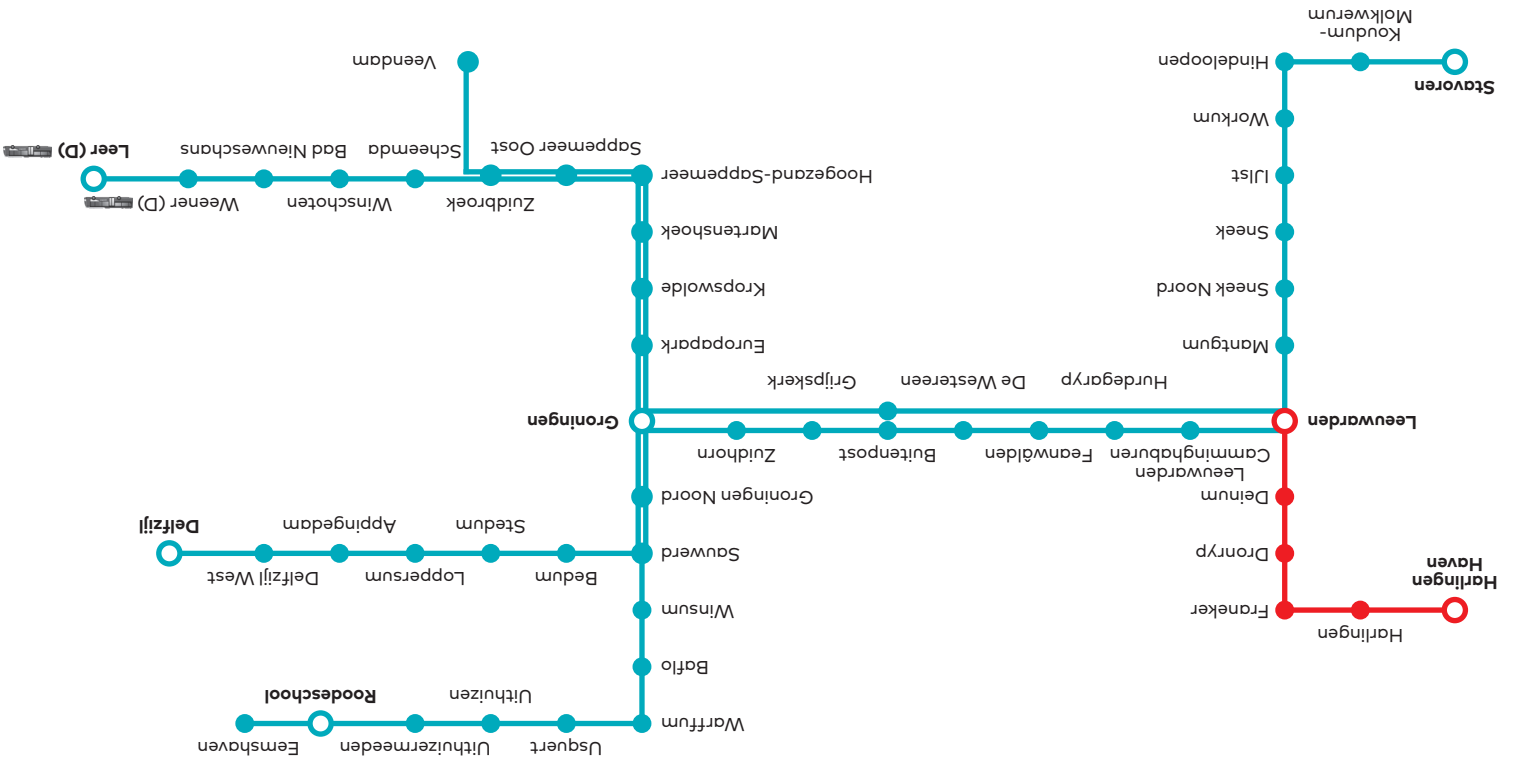 Usquert
Uithuizermeeden
Eemshaven
Warffum
Uithuizen
Roodeschool
Baflo
Harlingen
Franeker
Winsum
Harlingen
Haven
Bedum
Loppersum
Delfzijl West
Dronryp
Sauwerd
Stedum
Appingedam
Delfzijl
Deinum
Groningen Noord
Leeuwarden
Camminghaburen
Feanwâlden
Buitenpost
Zuidhorn
Leeuwarden
Groningen
Hurdegaryp
De Westereen
Grijpskerk
Mantgum
Europapark
Sneek Noord
Kropswolde
Sneek
Martenshoek
Zuidbroek
Winschoten
Weener (D)
IJlst
Hoogezand-Sappemeer
Sappemeer Oost
Scheemda
Bad Nieuweschans
Leer (D)
Workum
Stavoren
Hindeloopen
Veendam
Koudum-
Molkwerum